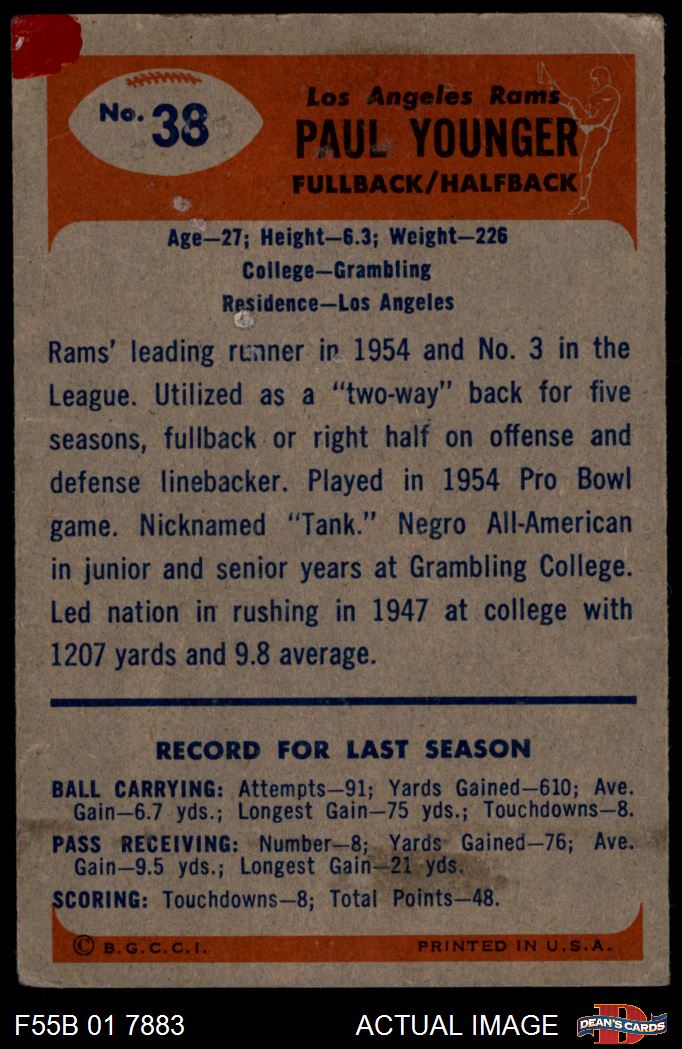 No. 38
Los Angeles Rams
PAUL YOUNGER
FULLBACK/HALFBACK
Age—27; Height—6.3; Weight—226
College—Grambling
Residence—Los Angeles
Rams' leading runner in 1954 and No. 3 in the
League. Utilized as a "two-way" back for five
seasons, fullback or right half on offense and
defense linebacker. Played in 1954 Pro Bowl
game. Nicknamed "Tank." Negro All-American
in junior and senior years at Grambling College.
Led nation in rushing in 1947 at college with
1207 yards and 9.8 average.
RECORD FOR LAST SEASON
BALL CARRYING: Attempts—91; Yards Gained—610; Ave.
Gain—6.7 yds.; Longest Gain—75 yds.; Touchdowns—8.
PASS RECEIVING: Number—8; Yards Gained—76; Ave.
Gain—9.5 yds.; Longest Gain—21 yds.
SCORING: Touchdowns—8; Total Points—48.
© B.G.C.C.I. PRINTED IN U.S.A.
F55B 01 7883 ACTUAL IMAGE DEAN'S CARDS